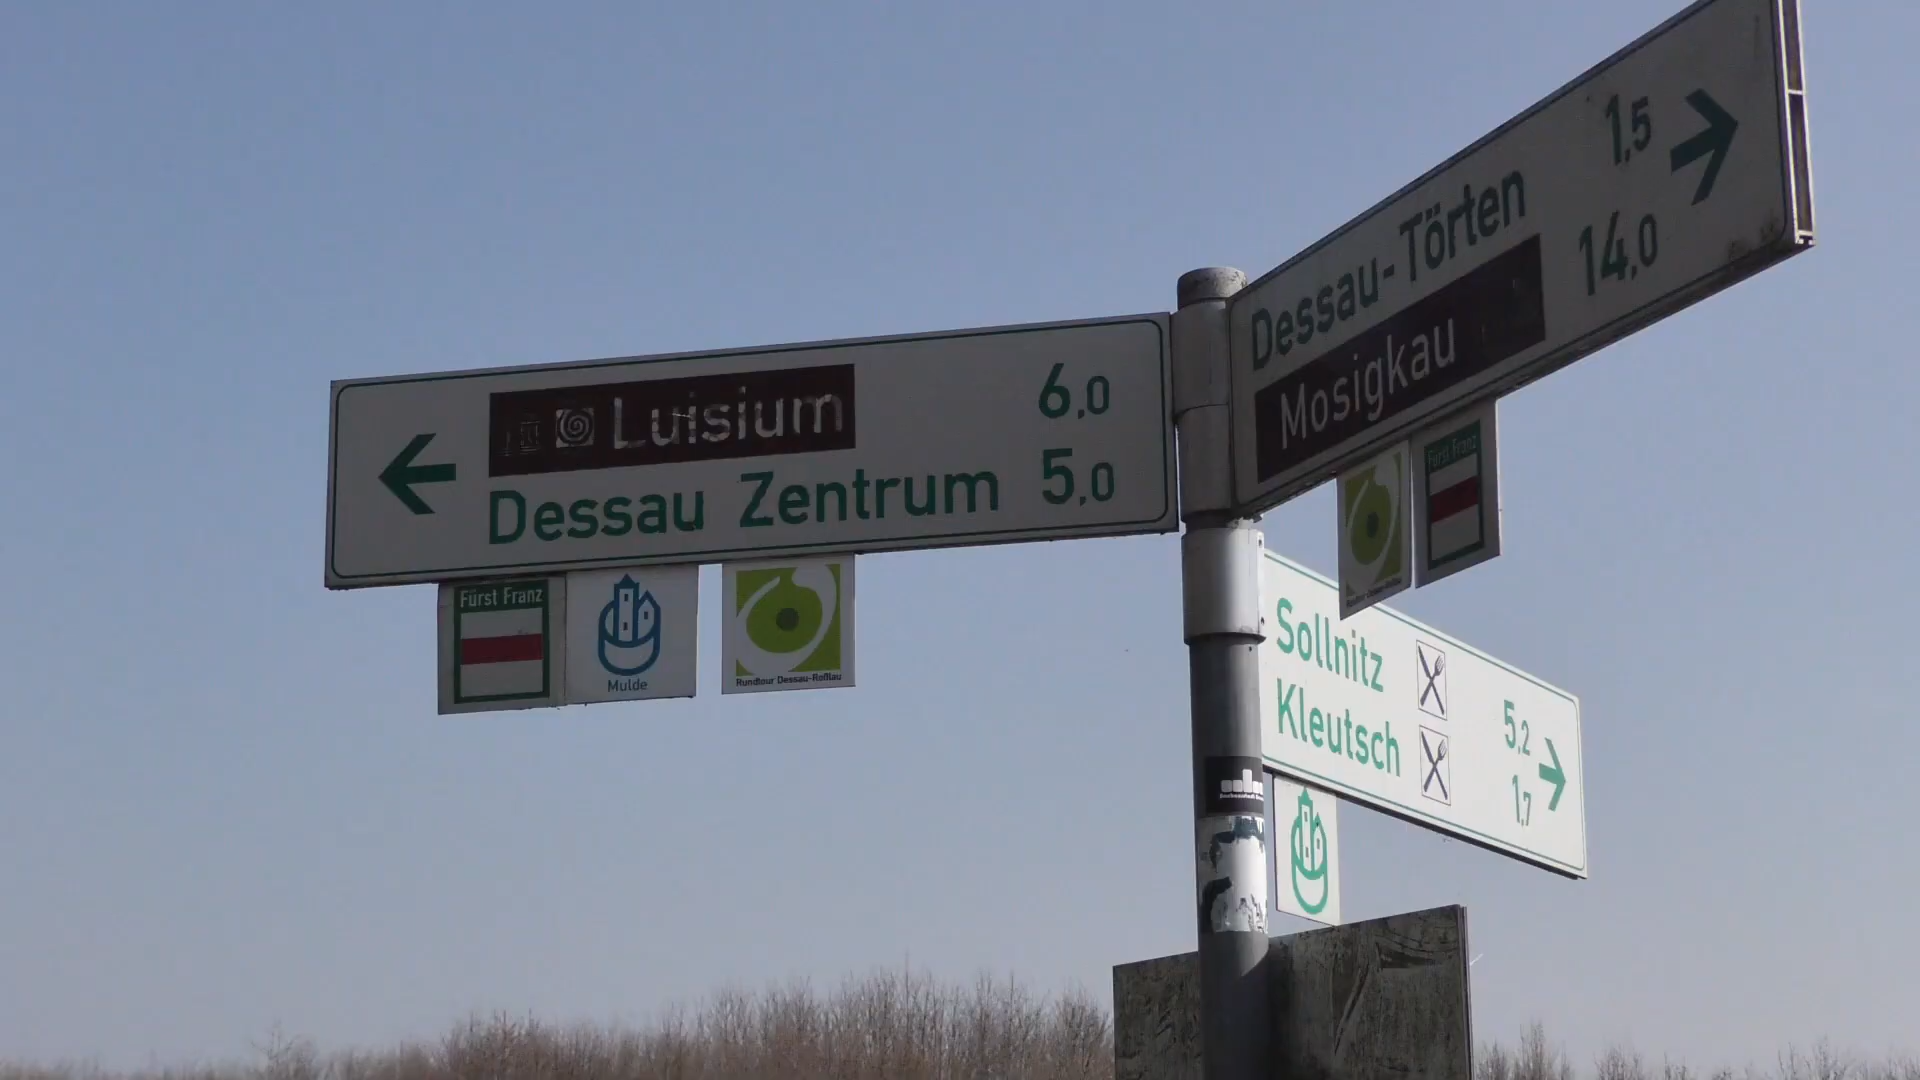 Luisium 6,0
Dessau Zentrum 5,0
Fürst Franz
Mulde
Rundtour Dessau-Roßlau
Dessau-Törten 1,5
Mosigkau 14,0
Fürst Franz
Sollnitz 5,2
Kleutsch 1,7